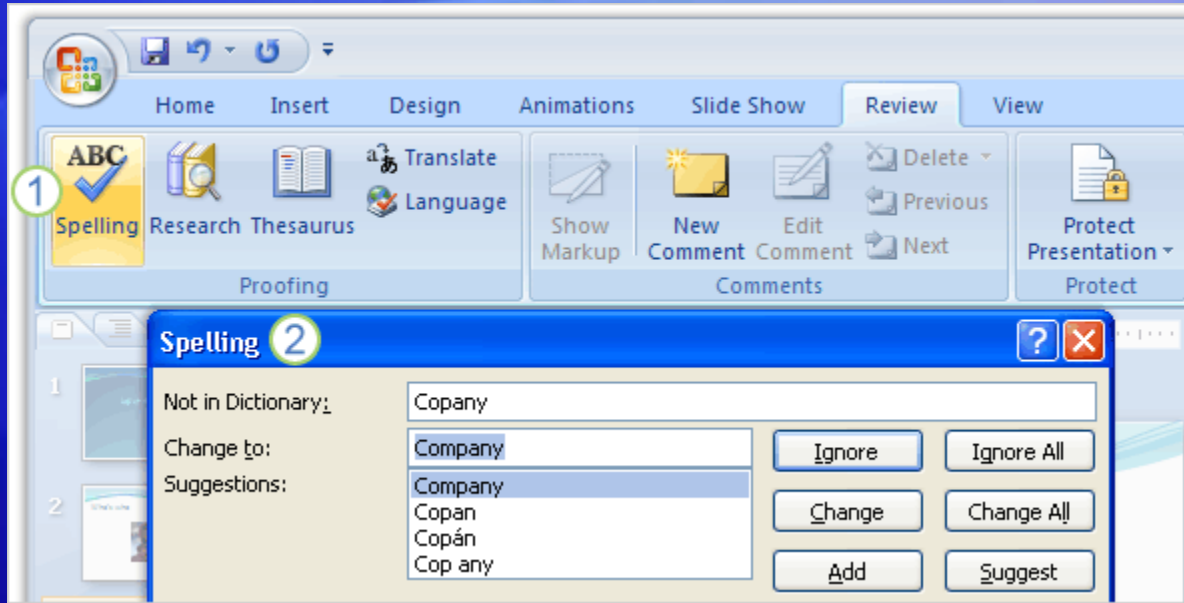 Home Insert Design Animations Slide Show Review View
ABC
1
Spelling
Research
Thesaurus
Translate
Language
Proofing
Show
Markup
New
Comment
Edit
Comment
Delete
Previous
Next
Comments
Protect
Presentation
Protect
Spelling 2
Not in Dictionary: Copany
Change to: Company
Suggestions: Company
Copan
Copán
Cop any
Ignore Ignore All
Change Change All
Add Suggest
1
2